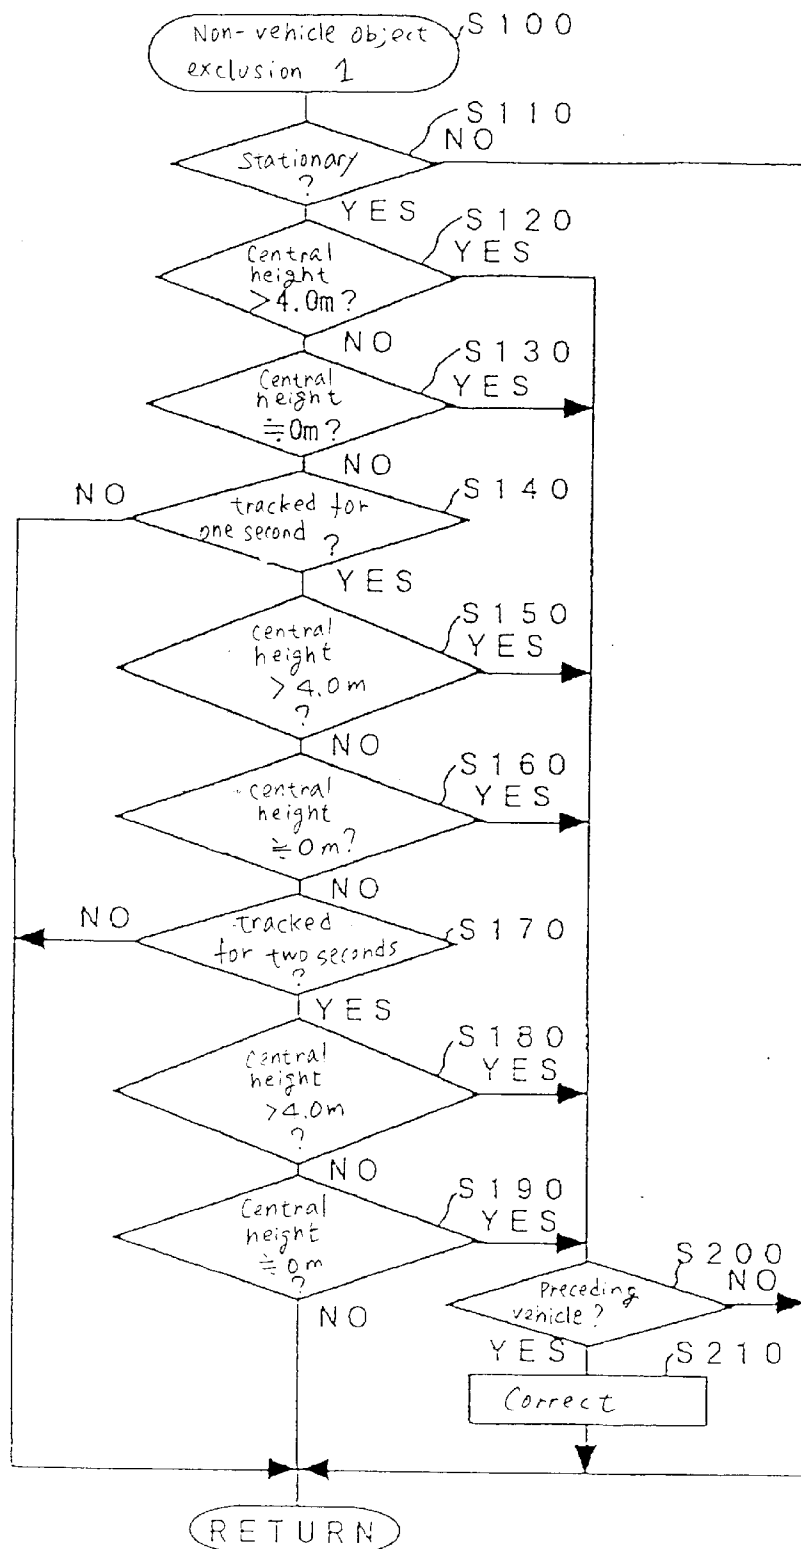 Non-vehicle object
exclusion 1
S100
S110
NO
Stationary
?
YES
S120
YES
Central
height
>4.0m?
NO
S130
YES
Central
height
≒0m?
NO
NO
S140
tracked for
one second
?
YES
S150
YES
Central
height
>4.0m
?
NO
S160
YES
central
height
≒0m?
NO
NO
S170
tracked
for two seconds
?
YES
S180
YES
Central
height
>4.0m
?
NO
S190
YES
Central
height
≒0m
?
NO
S200
NO
Preceding
vehicle?
YES
S210
Correct
RETURN